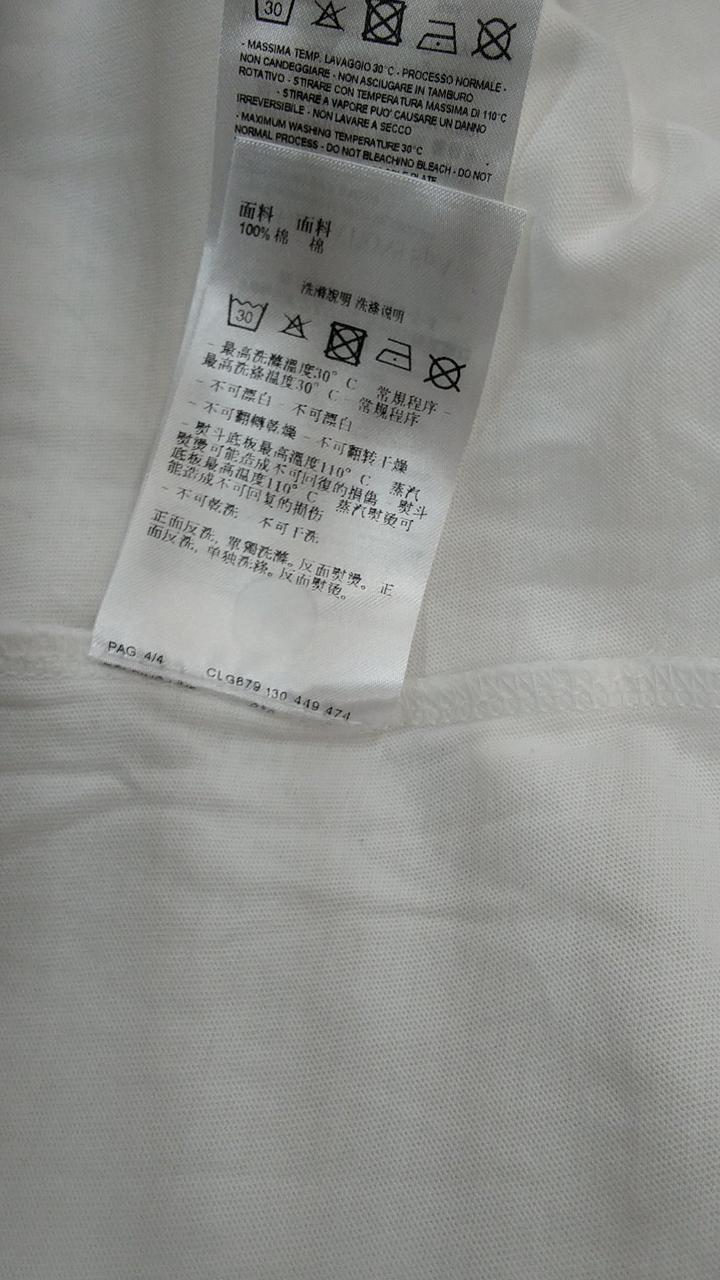 30
- MASSIMA TEMP. LAVAGGIO 30°C - PROCESSO NORMALE -
NON CANDEGGIARE - NON ASCIUGARE IN TAMBURO
ROTATIVO - STIRARE CON TEMPERATURA MASSIMA DI 110°C
- STIRARE A VAPORE PUO' CAUSARE UN DANNO
IRREVERSIBILE - NON LAVARE A SECCO
- MAXIMUM WASHING TEMPERATURE 30°C
NORMAL PROCESS - DO NOT BLEACH/NO BLEACH - DO NOT
PLATE
面料 面料
100% 棉 棉
洗滌說明 洗涤说明
30
- 最高洗滌溫度30° C 常規程序 -
最高洗涤温度30° C - 常规程序
- 不可漂白 - 不可漂白
- 不可翻轉乾燥 - 不可翻转干燥
- 熨斗底板最高溫度110° C 蒸汽
熨燙可能造成不可回復的損傷 - 熨斗
底板最高温度110° C 蒸汽熨烫可
能造成不可回复的损伤
- 不可乾洗 不可干洗
正面反洗，單獨洗滌。反面熨燙。 正
面反洗，单独洗涤。反面熨烫。
PAG 4/4 CLG879 130 449 474